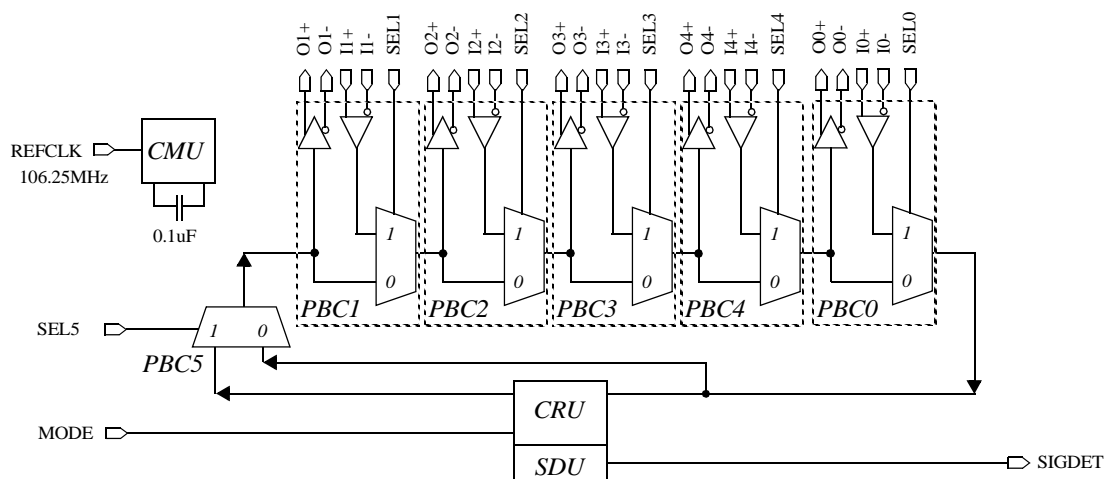 O1+ O1- I1+ I1- SEL1 O2+ O2- I2+ I2- SEL2 O3+ O3- I3+ I3- SEL3 O4+ O4- I4+ I4- SEL4 O0+ O0- I0+ I0- SEL0
REFCLK
106.25MHz
CMU
0.1uF
1 1 1 1 1
0 0 0 0 0
PBC1 PBC2 PBC3 PBC4 PBC0
SEL5
1 0
PBC5
CRU
MODE
SDU
SIGDET